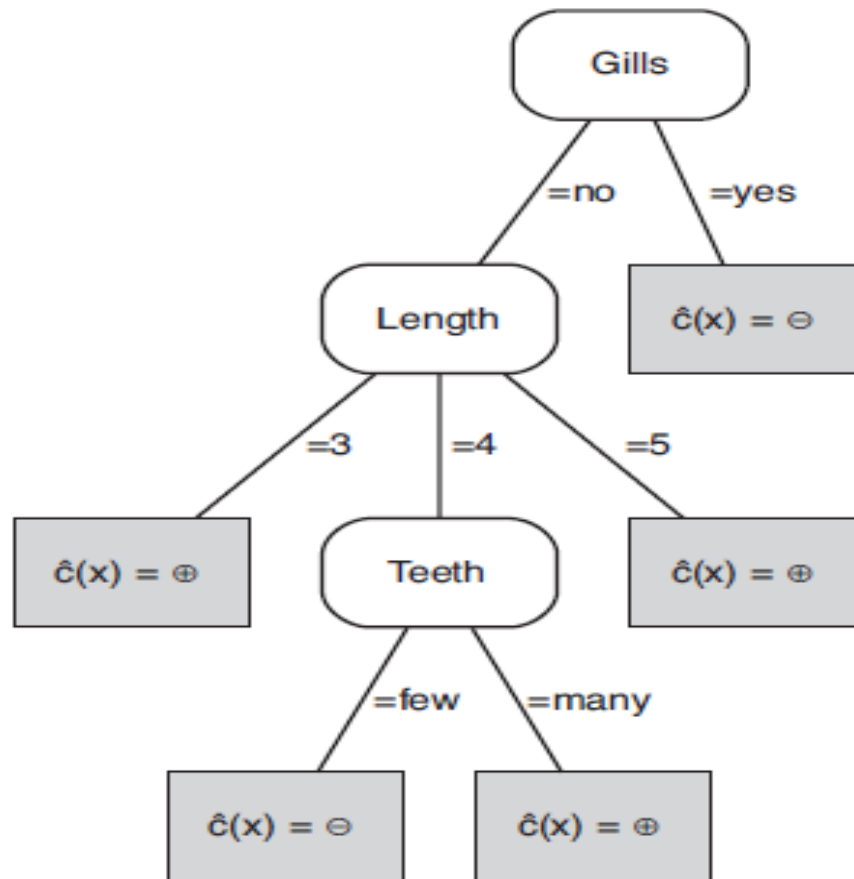 Gills
=no
=yes
Length
ĉ(x) = ⊖
=3
=4
=5
ĉ(x) = ⊕
Teeth
ĉ(x) = ⊕
=few
=many
ĉ(x) = ⊖
ĉ(x) = ⊕